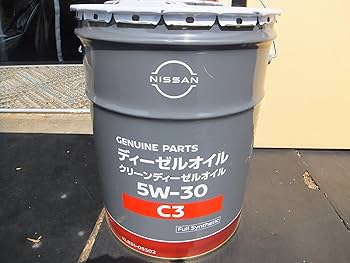 NISSAN
GENUINE PARTS
ディーゼルオイル
クリーンディーゼルオイル
5W-30
C3
Full Synthetic